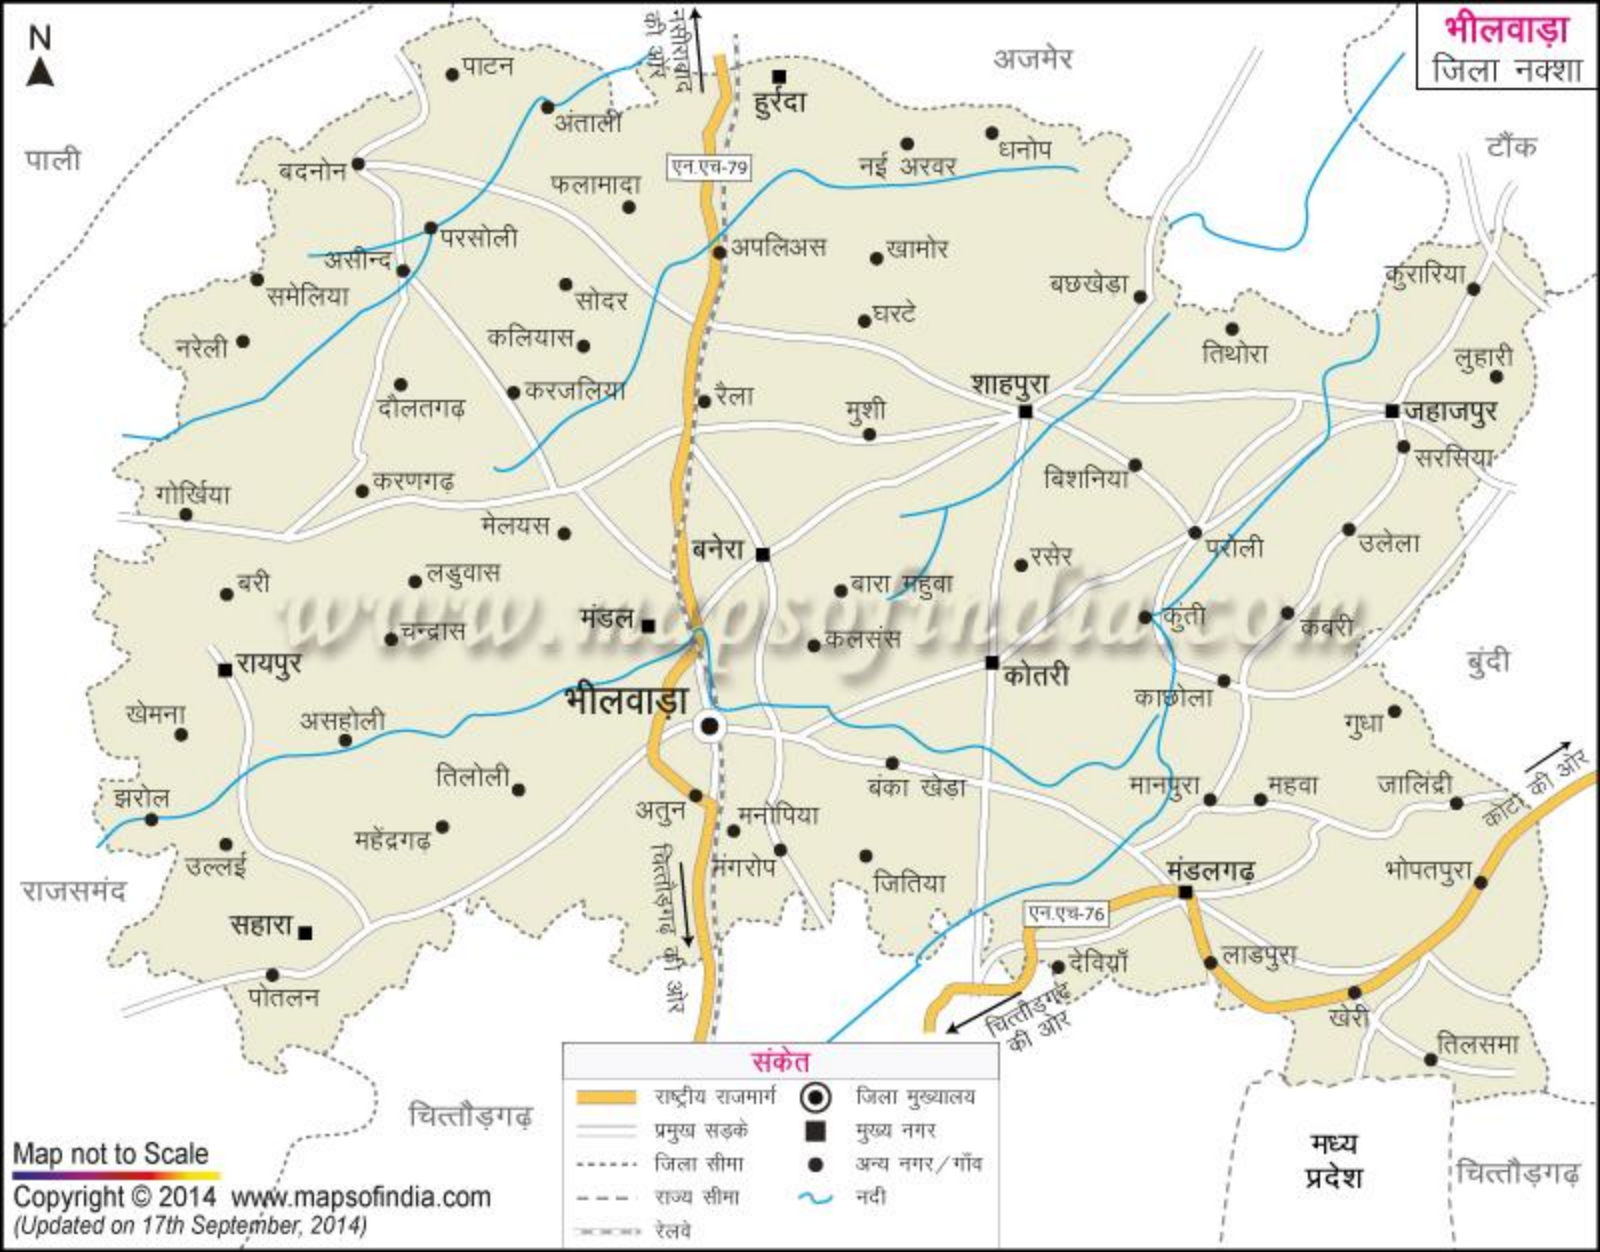 भीलवाड़ा
जिला नक्शा
N
नसीराबाद
की ओर
अजमेर
पाटन
हुर्रदा
अंताली
धनोप
टौंक
पाली
बदनोन
एन.एच-79
नई अरवर
फलामादा
परसोली
अपलिअस
खामोर
असीन्द
समेलिया
सोदर
बछखेड़ा
कुरारिया
घरटे
नरेली
कलियास
तिथोरा
लुहारी
करजलिया
दौलतगढ़
रैला
मुशी
शाहपुरा
जहाजपुर
सरसिया
बिशनिया
करणगढ़
गोर्खिया
मेलयस
बनेरा
परोली
उलेला
रसेर
बरी
लडुवास
बारा महुवा
www.mapsofindia.com
मंडल
कुंती
कबरी
चन्द्रास
कलसंस
रायपुर
कोतरी
बुंदी
भीलवाड़ा
काछोला
खेमना
असहोली
गुधा
तिलोली
बंका खेड़ा
मानपुरा
महवा
जालिंद्री
कोटा की ओर
झरोल
अतुन
मनोपिया
महेंद्रगढ़
उल्लई
मंगरोप
जितिया
मंडलगढ़
भोपतपुरा
राजसमंद
चित्तौड़गढ़ की ओर
सहारा
एन.एच-76
देवियाँ
लाडपुरा
पोतलन
खेरी
चित्तौड़गढ़
की ओर
तिलसमा
संकेत
राष्ट्रीय राजमार्ग
जिला मुख्यालय
प्रमुख सड़के
मुख्य नगर
जिला सीमा
अन्य नगर/गाँव
राज्य सीमा
नदी
रेलवे
चित्तौड़गढ़
मध्य
प्रदेश
चित्तौड़गढ़
Map not to Scale
Copyright © 2014 www.mapsofindia.com
(Updated on 17th September, 2014)